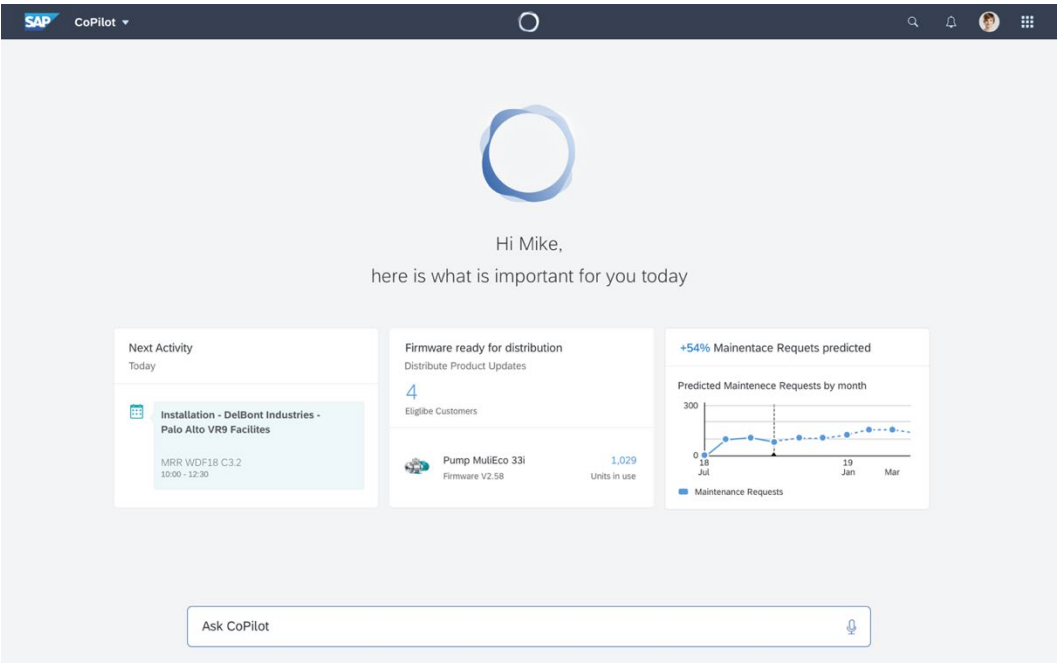 SAP CoPilot
Hi Mike,
here is what is important for you today
Next Activity
Today
Installation - DelBont Industries -
Palo Alto VR9 Facilites
MRR WDF18 C3.2
10:00 - 12:30
Firmware ready for distribution
Distribute Product Updates
4
Eliglibe Customers
Pump MuliEco 33i
1,029
Firmware V2.58
Units in use
+54% Mainentace Requets predicted
Predicted Maintenece Requests by month
300
0
18
Jul
19
Jan
Mar
Maintenance Requests
Ask CoPilot